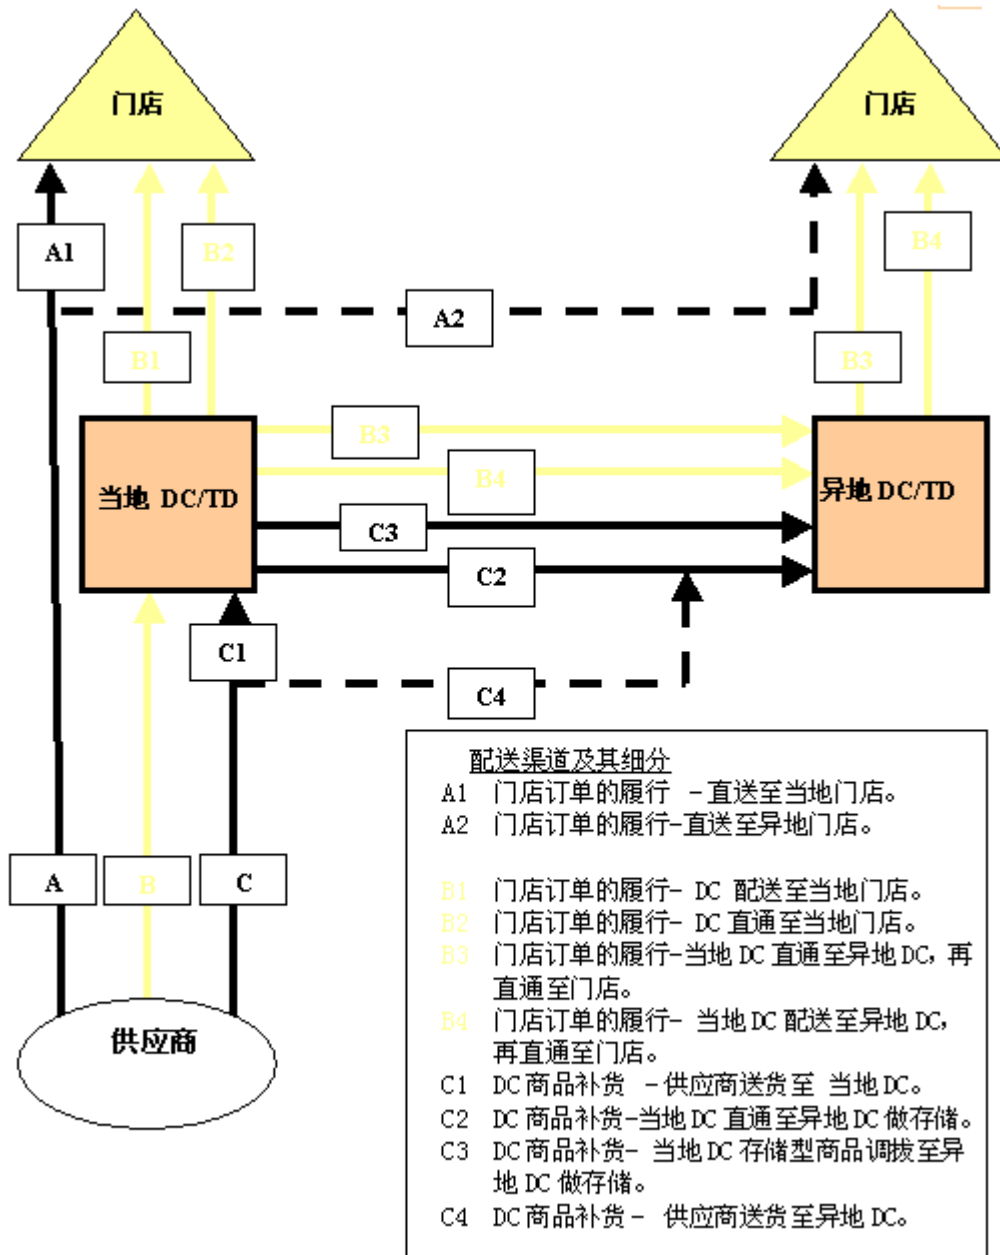 门店
门店
A1
B2
B4
A2
B1
B3
B3
当地 DC/TD
B4
异地 DC/TD
C3
C2
C1
C4
配送渠道及其细分
A1 门店订单的履行 -直送至当地门店。
A2 门店订单的履行-直送至异地门店。
A
B
C
B1 门店订单的履行- DC 配送至当地门店。
B2 门店订单的履行- DC 直通至当地门店。
B3 门店订单的履行-当地 DC 直通至异地 DC, 再
直通至门店。
B4 门店订单的履行- 当地 DC 配送至异地 DC,
再直通至门店。
供应商
C1 DC 商品补货 -供应商送货至 当地 DC。
C2 DC 商品补货-当地 DC 直通至异地 DC 做存储。
C3 DC 商品补货- 当地 DC 存储型商品调拨至异
地 DC 做存储。
C4 DC 商品补货- 供应商送货至异地 DC。